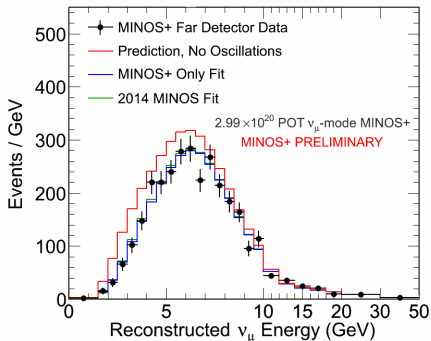 MINOS+ Far Detector Data
Prediction, No Oscillations
MINOS+ Only Fit
2014 MINOS Fit
2.99×10²⁰ POT νμ-mode MINOS+
MINOS+ PRELIMINARY
Events / GeV
500
400
300
200
100
0
0 5 10 15 20 30 50
Reconstructed νμ Energy (GeV)